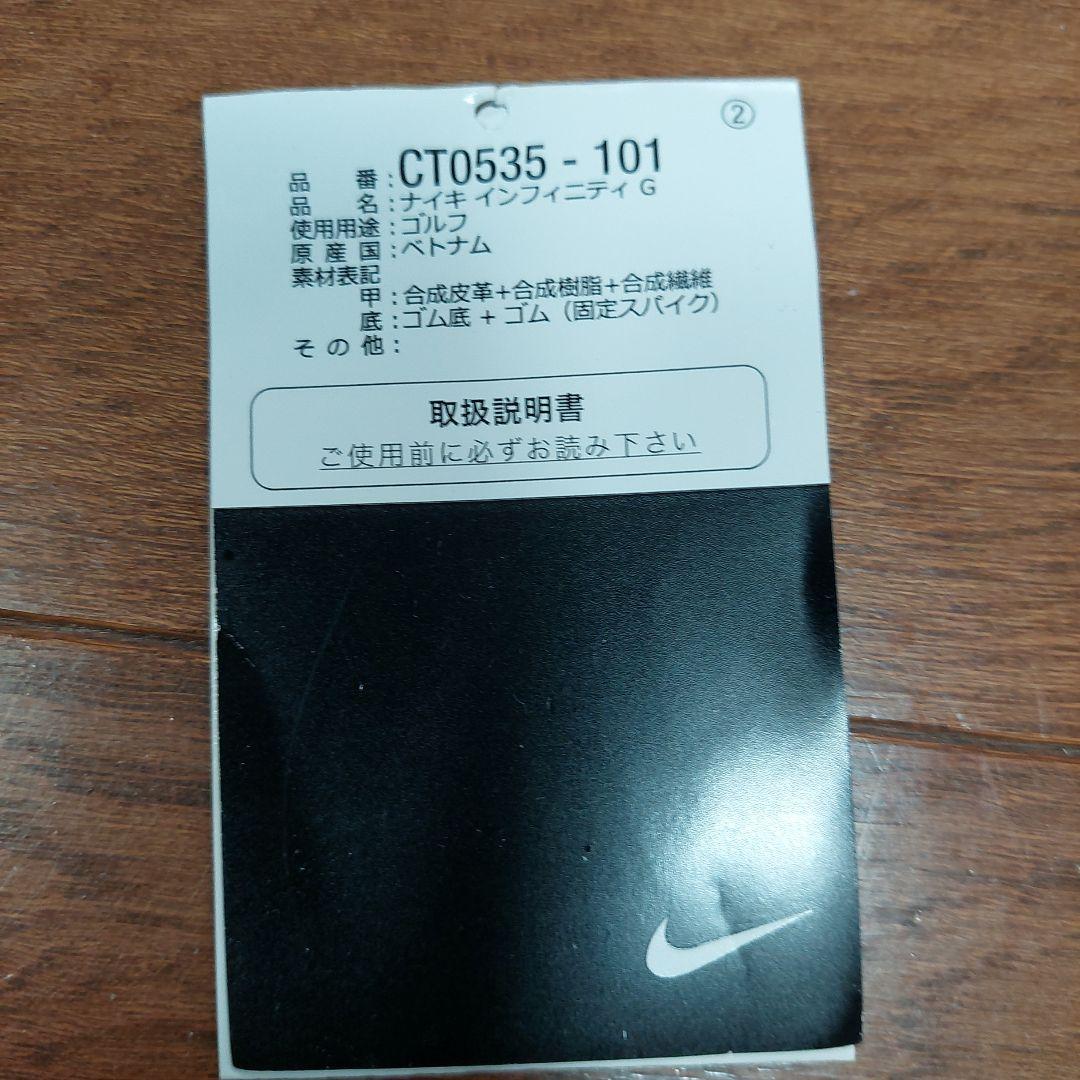 ②
品番:CT0535-101
品名:ナイキ インフィニティ G
使用用途:ゴルフ
原産国:ベトナム
素材表記
甲:合成皮革+合成樹脂+合成繊維
底:ゴム底+ゴム(固定スパイク)
その他:
取扱説明書
ご使用前に必ずお読み下さい